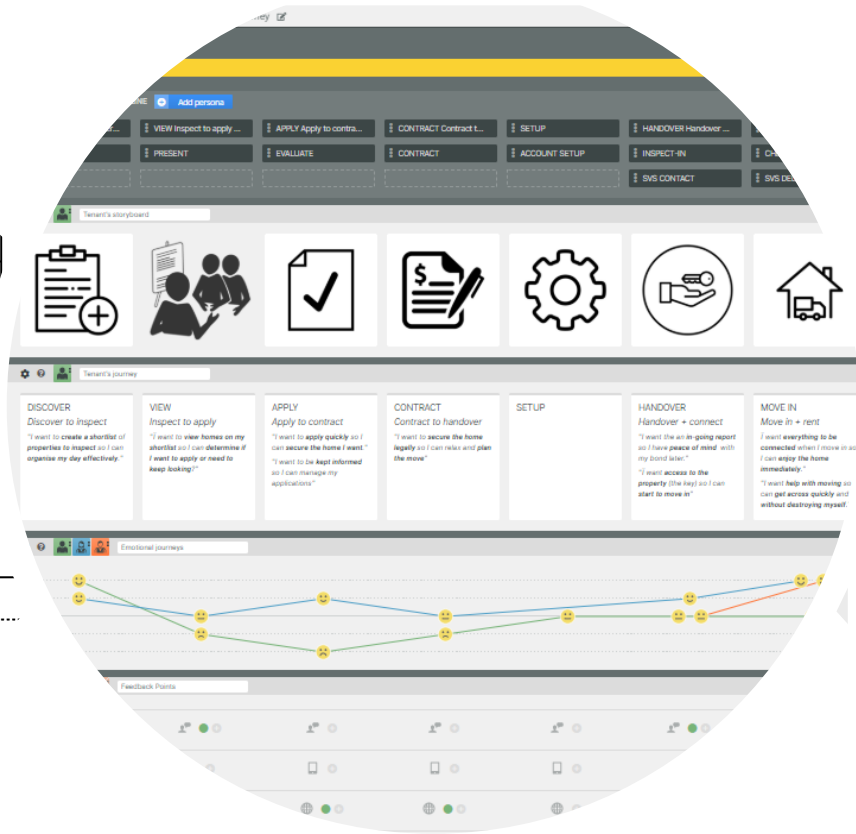 Add persona
VIEW Inspect to apply ...
APPLY Apply to contra...
CONTRACT Contract t...
SETUP
HANDOVER Handover ...
PRESENT
EVALUATE
CONTRACT
ACCOUNT SETUP
INSPECT-IN
SVS CONTACT
Tenant's storyboard
$
Tenant's journey
DISCOVER
Discover to inspect
"I want to create a shortlist of
properties to inspect so I can
organise my day effectively."
VIEW
Inspect to apply
"I want to view homes on my
shortlist so I can determine if
I want to apply or need to
keep looking?"
APPLY
Apply to contract
"I want to apply quickly so I
can secure the home I want."
"I want to be kept informed
so I can manage my
applications"
CONTRACT
Contract to handover
"I want to secure the home
legally so I can relax and plan
the move"
SETUP
HANDOVER
Handover + connect
"I want the an in-going report
so I have peace of mind with
my bond later."
"I want access to the
property (the key) so I can
start to move in"
MOVE IN
Move in + rent
I want everything to be
connected when I move in so
I can enjoy the home
immediately."
"I want help with moving so
can get across quickly and
without destroying myself.
Emotional journeys
Feedback Points